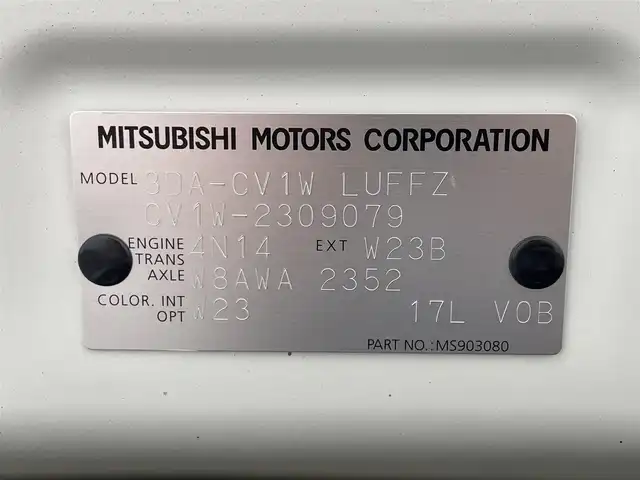 MITSUBISHI MOTORS CORPORATION
MODEL 3DA-CV1W LUFFZ
CV1W-2309079
ENGINE 4N14 EXT W23B
TRANS
AXLE W8AWA 2352
COLOR. INT W23 17L V0B
OPT
PART NO.:MS903080